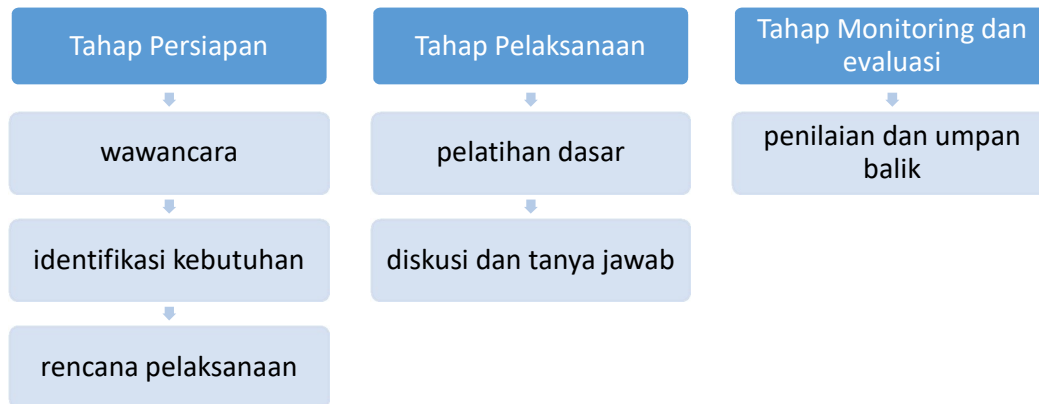 Tahap Persiapan
wawancara
identifikasi kebutuhan
rencana pelaksanaan
Tahap Pelaksanaan
pelatihan dasar
diskusi dan tanya jawab
Tahap Monitoring dan
evaluasi
penilaian dan umpan
balik